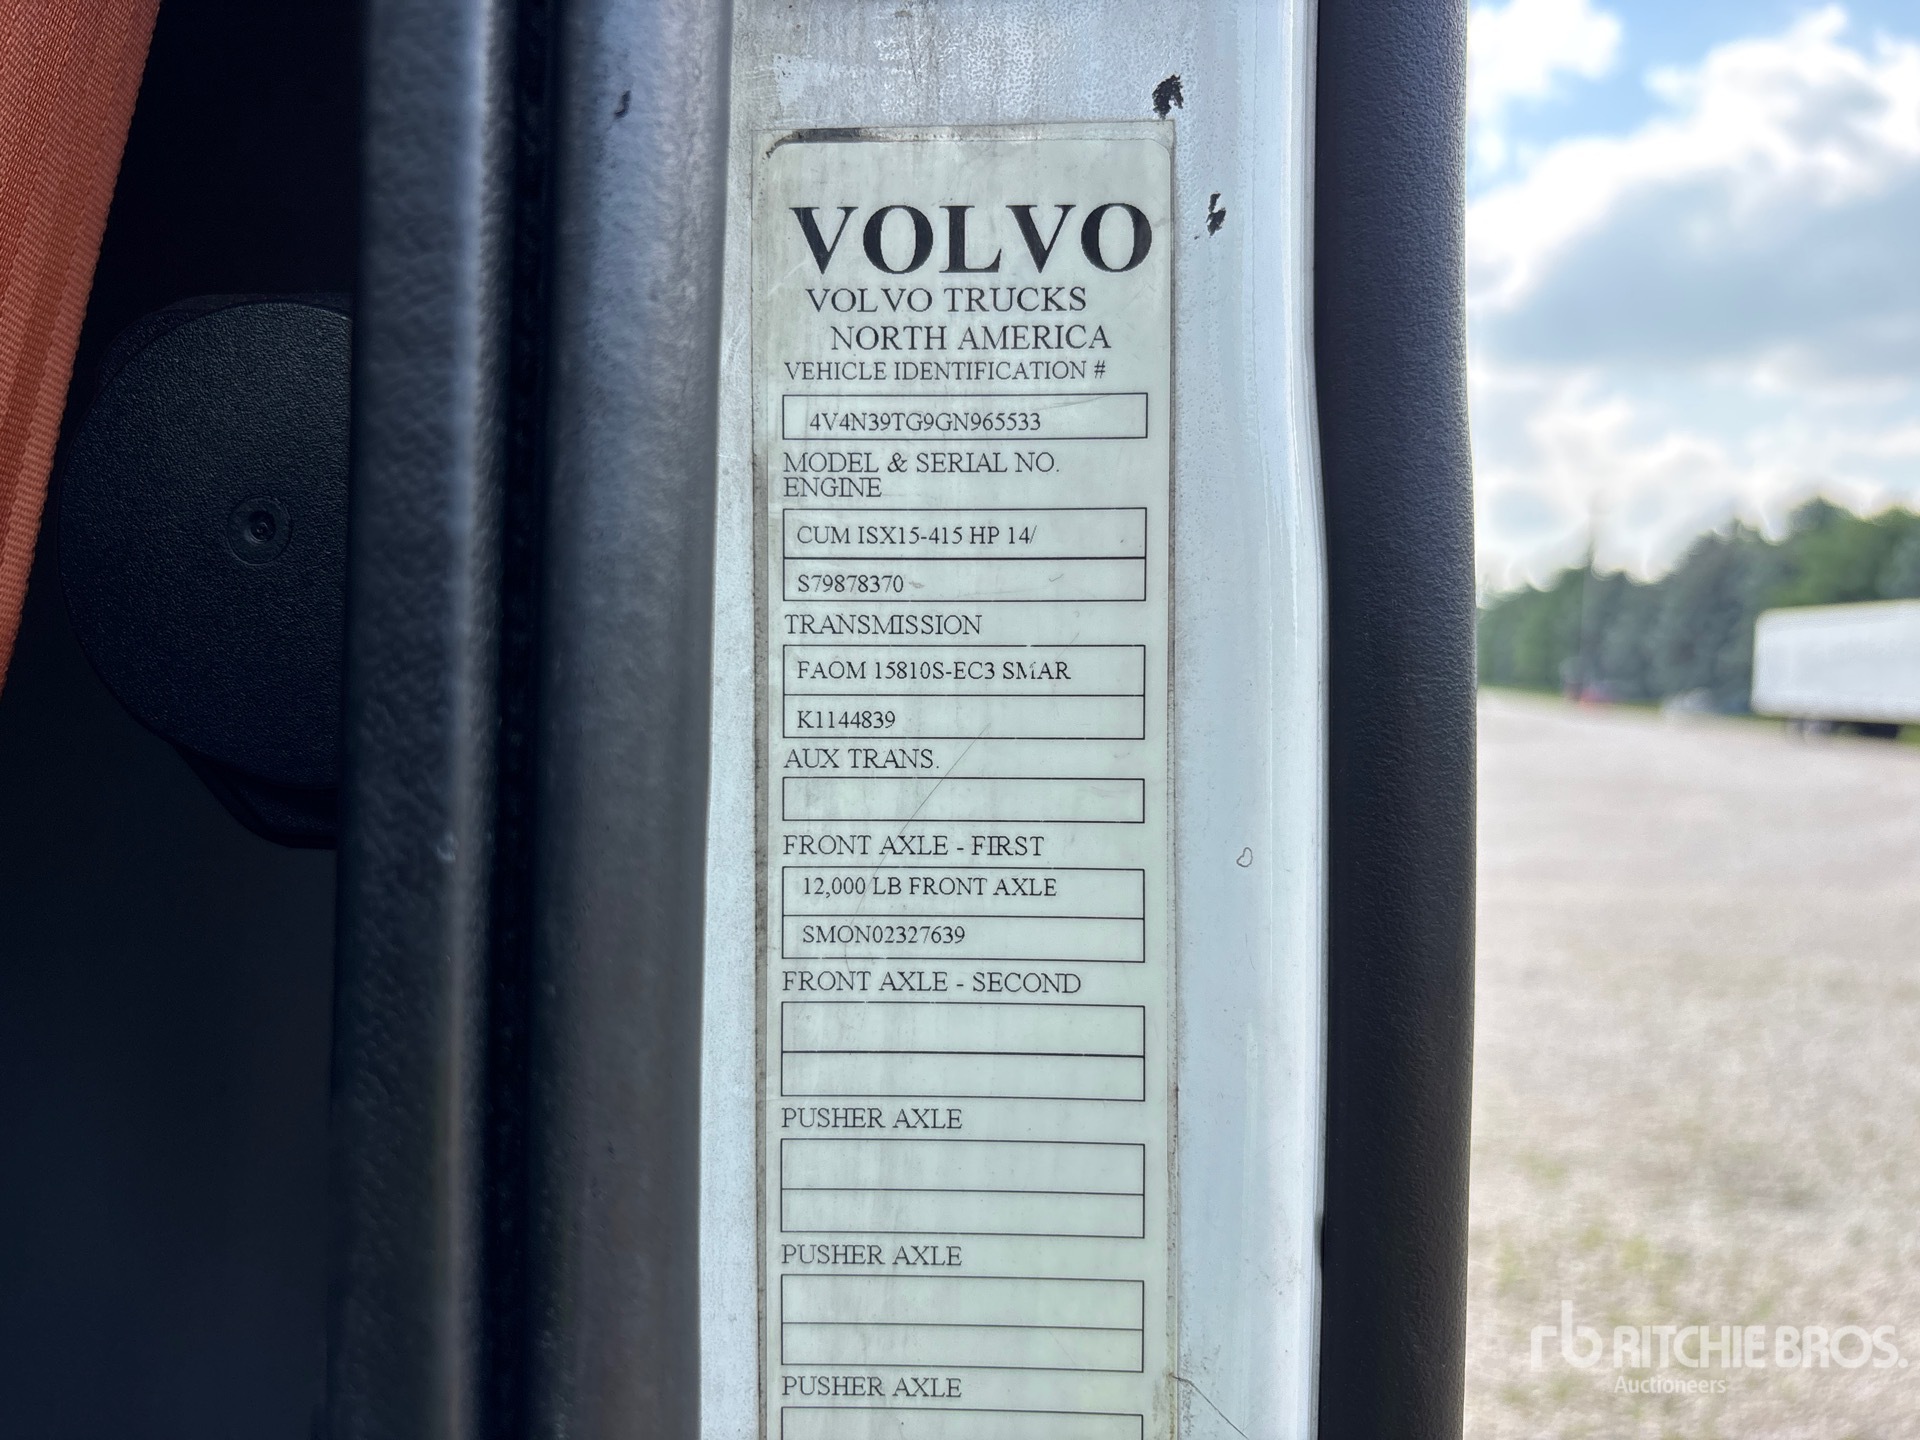 VOLVO
VOLVO TRUCKS
NORTH AMERICA
VEHICLE IDENTIFICATION #
4V4N39TG9GN965533
MODEL & SERIAL NO.
ENGINE
CUM ISX15-415 HP 14/
S79878370
TRANSMISSION
FAOM 15810S-EC3 SMAR
K1144839
AUX TRANS.
FRONT AXLE - FIRST
12,000 LB FRONT AXLE
SMON02327639
FRONT AXLE - SECOND
PUSHER AXLE
PUSHER AXLE
PUSHER AXLE
rb RITCHIE BROS.
Auctioneers